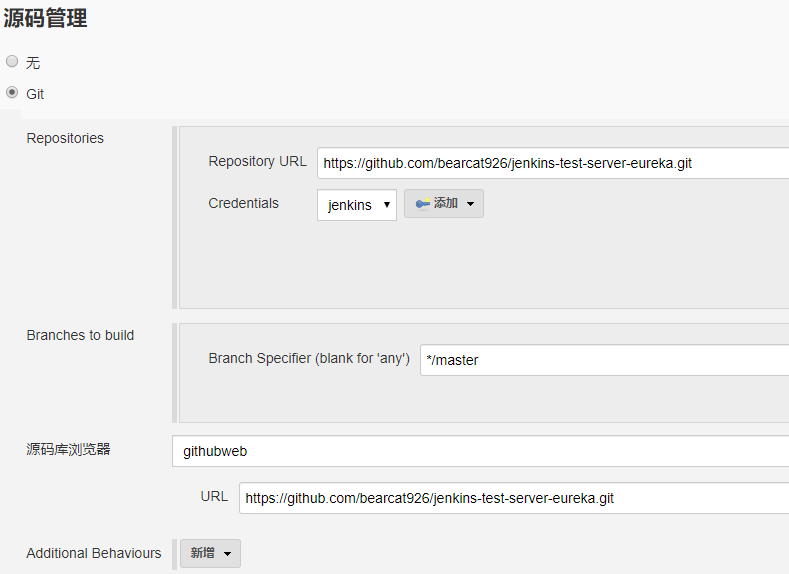 源码管理
无
Git
Repositories
Repository URL https://github.com/bearcat926/jenkins-test-server-eureka.git
Credentials jenkins 添加
Branches to build
Branch Specifier (blank for 'any') */master
源码库浏览器 githubweb
URL https://github.com/bearcat926/jenkins-test-server-eureka.git
Additional Behaviours 新增